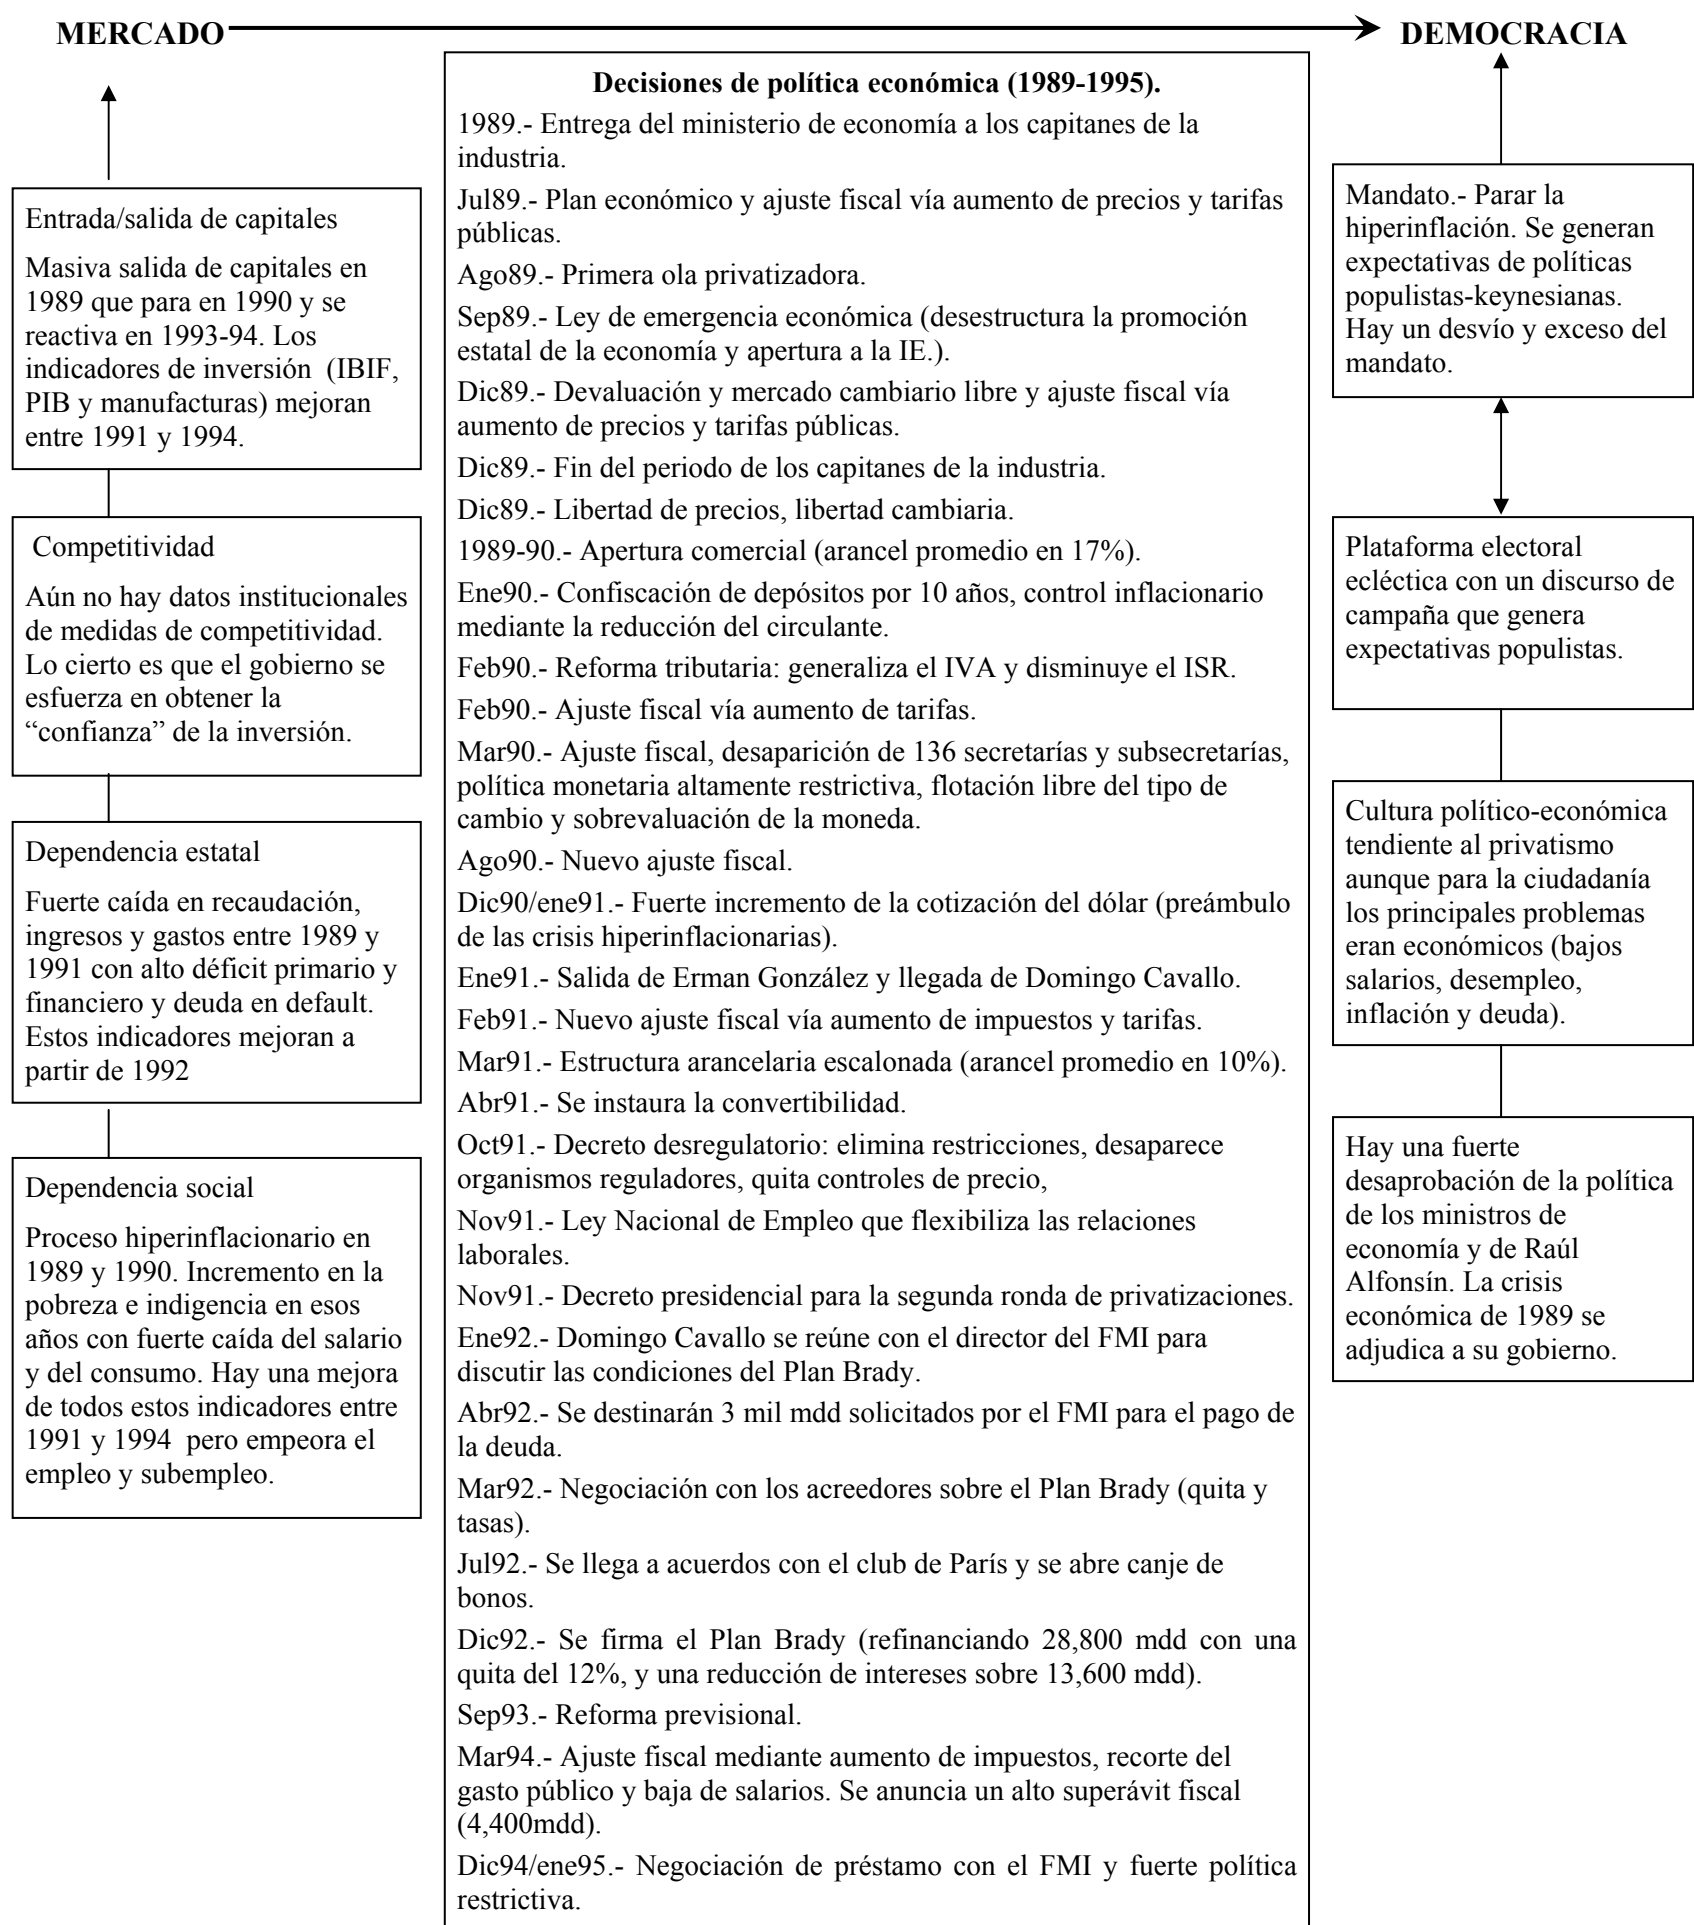 MERCADO
DEMOCRACIA
Entrada/salida de capitales
Masiva salida de capitales en
1989 que para en 1990 y se
reactiva en 1993-94. Los
indicadores de inversión (IBIF,
PIB y manufacturas) mejoran
entre 1991 y 1994.
Competitividad
Aún no hay datos institucionales
de medidas de competitividad.
Lo cierto es que el gobierno se
esfuerza en obtener la
“confianza” de la inversión.
Dependencia estatal
Fuerte caída en recaudación,
ingresos y gastos entre 1989 y
1991 con alto déficit primario y
financiero y deuda en default.
Estos indicadores mejoran a
partir de 1992
Dependencia social
Proceso hiperinflacionario en
1989 y 1990. Incremento en la
pobreza e indigencia en esos
años con fuerte caída del salario
y del consumo. Hay una mejora
de todos estos indicadores entre
1991 y 1994 pero empeora el
empleo y subempleo.
Decisiones de política económica (1989-1995).
1989.- Entrega del ministerio de economía a los capitanes de la
industria.
Jul89.- Plan económico y ajuste fiscal vía aumento de precios y tarifas
públicas.
Ago89.- Primera ola privatizadora.
Sep89.- Ley de emergencia económica (desestructura la promoción
estatal de la economía y apertura a la IE.).
Dic89.- Devaluación y mercado cambiario libre y ajuste fiscal vía
aumento de precios y tarifas públicas.
Dic89.- Fin del periodo de los capitanes de la industria.
Dic89.- Libertad de precios, libertad cambiaria.
1989-90.- Apertura comercial (arancel promedio en 17%).
Ene90.- Confiscación de depósitos por 10 años, control inflacionario
mediante la reducción del circulante.
Feb90.- Reforma tributaria: generaliza el IVA y disminuye el ISR.
Feb90.- Ajuste fiscal vía aumento de tarifas.
Mar90.- Ajuste fiscal, desaparición de 136 secretarías y subsecretarías,
política monetaria altamente restrictiva, flotación libre del tipo de
cambio y sobrevaluación de la moneda.
Ago90.- Nuevo ajuste fiscal.
Dic90/ene91.- Fuerte incremento de la cotización del dólar (preámbulo
de las crisis hiperinflacionarias).
Ene91.- Salida de Erman González y llegada de Domingo Cavallo.
Feb91.- Nuevo ajuste fiscal vía aumento de impuestos y tarifas.
Mar91.- Estructura arancelaria escalonada (arancel promedio en 10%).
Abr91.- Se instaura la convertibilidad.
Oct91.- Decreto desregulatorio: elimina restricciones, desaparece
organismos reguladores, quita controles de precio,
Nov91.- Ley Nacional de Empleo que flexibiliza las relaciones
laborales.
Nov91.- Decreto presidencial para la segunda ronda de privatizaciones.
Ene92.- Domingo Cavallo se reúne con el director del FMI para
discutir las condiciones del Plan Brady.
Abr92.- Se destinarán 3 mil mdd solicitados por el FMI para el pago de
la deuda.
Mar92.- Negociación con los acreedores sobre el Plan Brady (quita y
tasas).
Jul92.- Se llega a acuerdos con el club de París y se abre canje de
bonos.
Dic92.- Se firma el Plan Brady (refinanciando 28,800 mdd con una
quita del 12%, y una reducción de intereses sobre 13,600 mdd).
Sep93.- Reforma previsional.
Mar94.- Ajuste fiscal mediante aumento de impuestos, recorte del
gasto público y baja de salarios. Se anuncia un alto superávit fiscal
(4,400mdd).
Dic94/ene95.- Negociación de préstamo con el FMI y fuerte política
restrictiva.
Mandato.- Parar la
hiperinflación. Se generan
expectativas de políticas
populistas-keynesianas.
Hay un desvío y exceso del
mandato.
Plataforma electoral
ecléctica con un discurso de
campaña que genera
expectativas populistas.
Cultura político-económica
tendiente al privatismo
aunque para la ciudadanía
los principales problemas
eran económicos (bajos
salarios, desempleo,
inflación y deuda).
Hay una fuerte
desaprobación de la política
de los ministros de
economía y de Raúl
Alfonsín. La crisis
económica de 1989 se
adjudica a su gobierno.